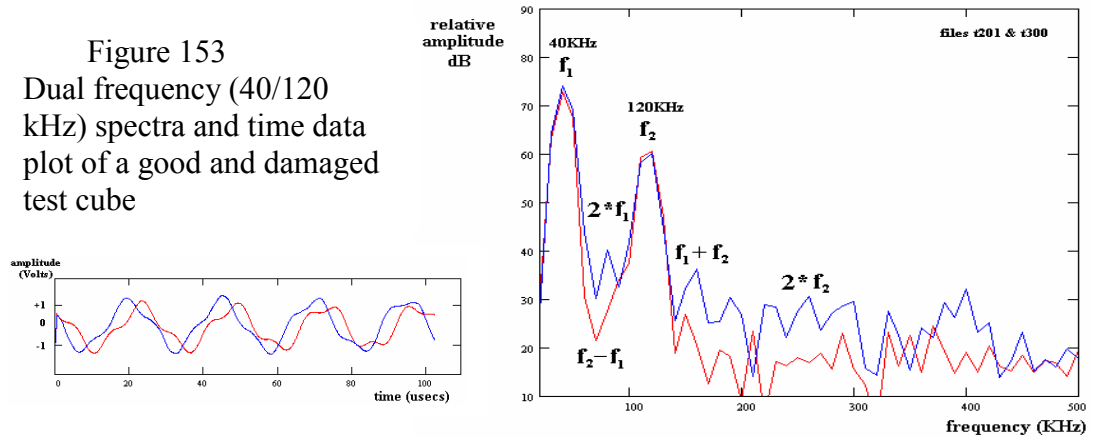 Figure 153
Dual frequency (40/120
kHz) spectra and time data
plot of a good and damaged
test cube
amplitude
(Volts)
+1
0
-1
0 20 40 60 80 100
time (usecs)
relative
amplitude
dB
90
80
70
60
50
40
30
20
10
files t201 & t300
40KHz
f1
120KHz
f2
2*f1
f1+f2
2*f2
f2-f1
100 200 300 400 500
frequency (KHz)